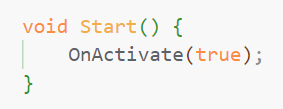 void Start() {
    OnActivate(true);
}